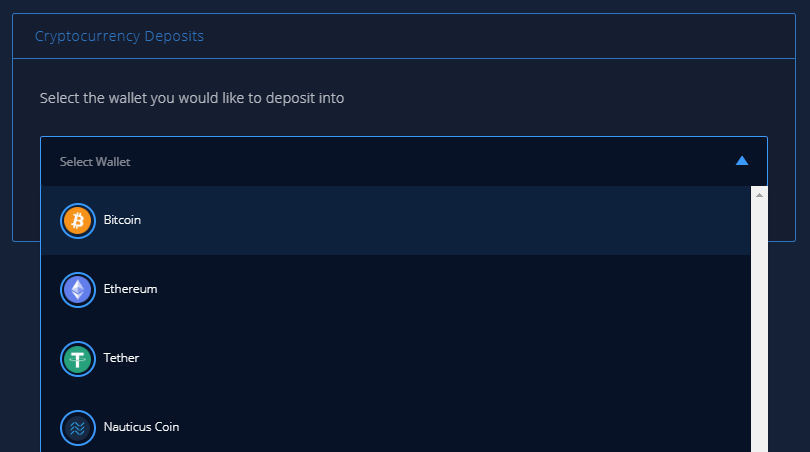 Cryptocurrency Deposits
Select the wallet you would like to deposit into
Select Wallet
Bitcoin
Ethereum
Tether
Nauticus Coin